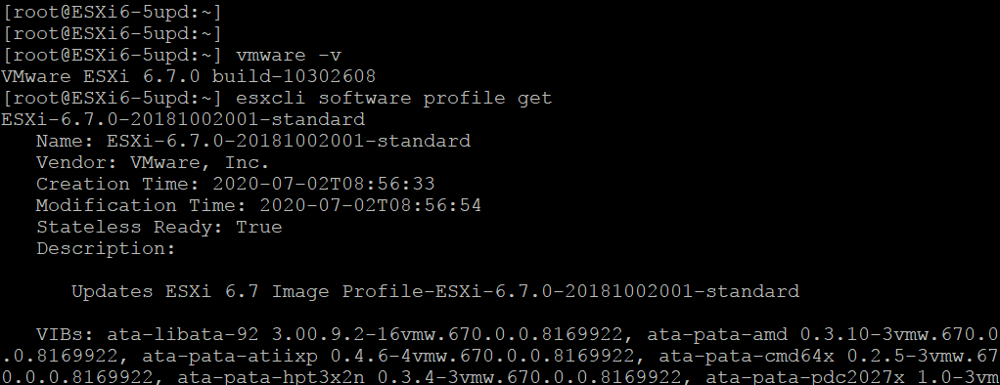 [root@ESXi6-5upd:~]
[root@ESXi6-5upd:~]
[root@ESXi6-5upd:~] vmware -v
VMware ESXi 6.7.0 build-10302608
[root@ESXi6-5upd:~] esxcli software profile get
ESXi-6.7.0-20181002001-standard
Name: ESXi-6.7.0-20181002001-standard
Vendor: VMware, Inc.
Creation Time: 2020-07-02T08:56:33
Modification Time: 2020-07-02T08:56:54
Stateless Ready: True
Description:
Updates ESXi 6.7 Image Profile-ESXi-6.7.0-20181002001-standard
VIBs: ata-libata-92 3.00.9.2-16vmw.670.0.0.8169922, ata-pata-amd 0.3.10-3vmw.670.0
.0.8169922, ata-pata-atiixp 0.4.6-4vmw.670.0.0.8169922, ata-pata-cmd64x 0.2.5-3vmw.67
0.0.0.8169922, ata-pata-hpt3x2n 0.3.4-3vmw.670.0.0.8169922, ata-pata-pdc2027x 1.0-3vm